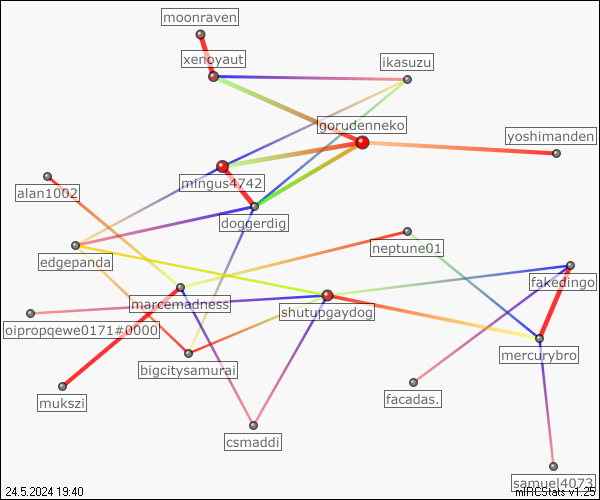 moonraven
xenoyaut
ikasuzu
gorudenneko
yoshimanden
mingus4742
alan1002
doggerdig
neptune01
edgepanda
fakedingo
marcemadness
shutupgaydog
oipropqewe0171#0000
mercurybro
bigcitysamurai
facadas.
mukszi
csmaddi
samuel4073
24.5.2024 19:40
mIRCStats v1.25